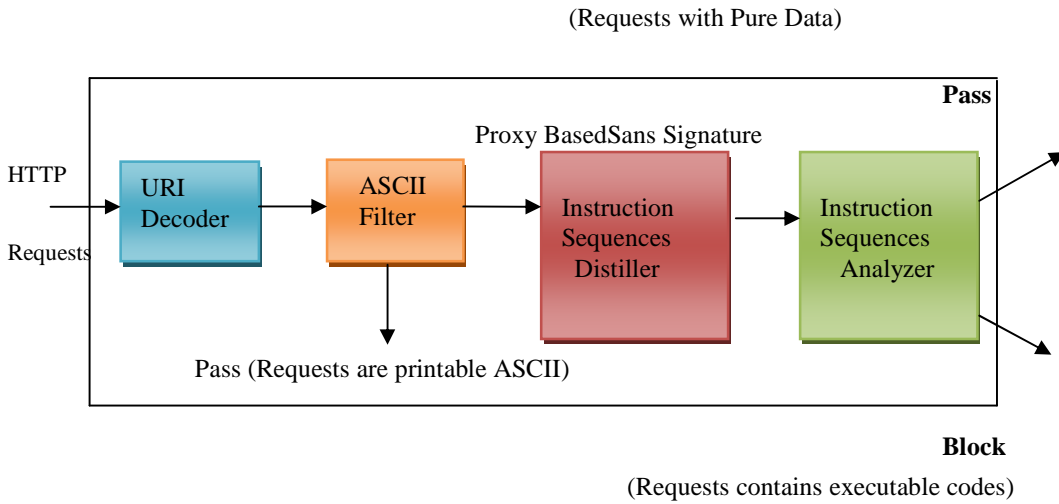 (Requests with Pure Data)
Pass
Proxy BasedSans Signature
HTTP
Requests
URI
Decoder
ASCII
Filter
Instruction
Sequences
Distiller
Instruction
Sequences
Analyzer
Pass (Requests are printable ASCII)
Block
(Requests contains executable codes)